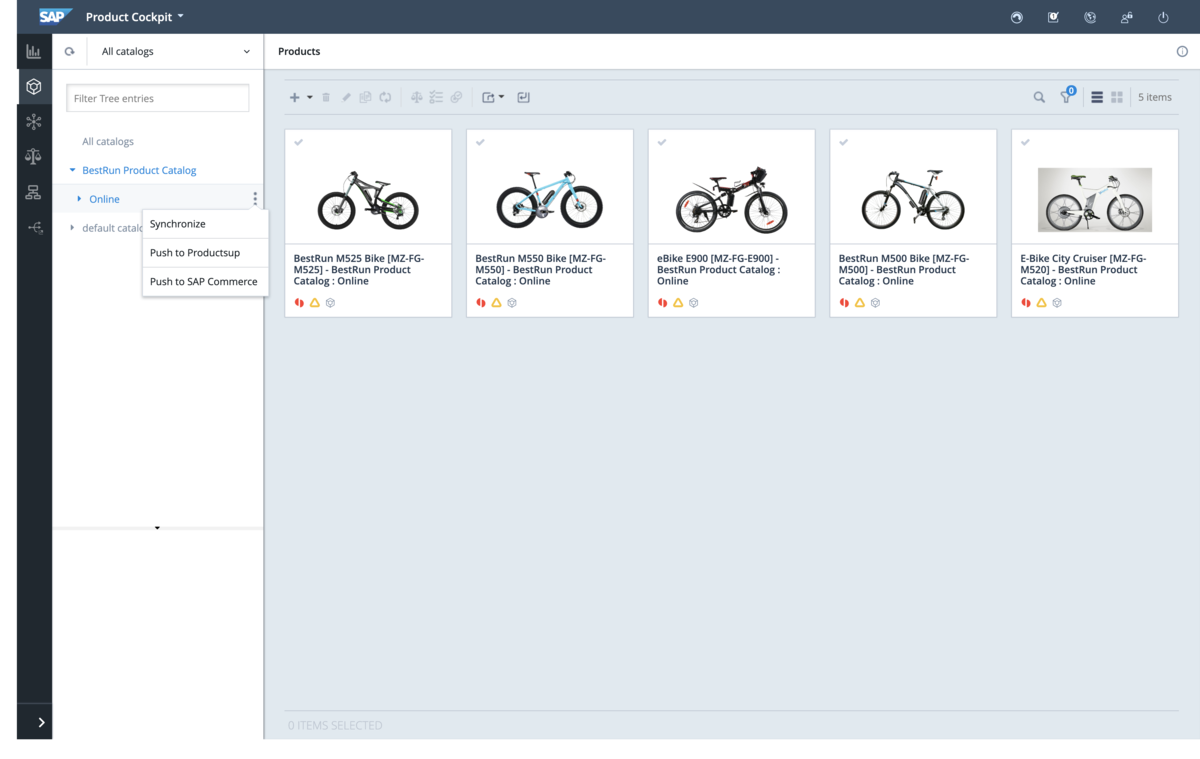 SAP
Product Cockpit
All catalogs
Products
Filter Tree entries
0
5 items
All catalogs
BestRun Product Catalog
Online
default catalo
Synchronize
Push to Productsup
Push to SAP Commerce
BestRun M525 Bike [MZ-FG-
M525] - BestRun Product
Catalog : Online
BestRun M550 Bike [MZ-FG-
M550] - BestRun Product
Catalog : Online
eBike E900 [MZ-FG-E900] -
BestRun Product Catalog :
Online
BestRun M500 Bike [MZ-FG-
M500] - BestRun Product
Catalog : Online
E-Bike City Cruiser [MZ-FG-
M520] - BestRun Product
Catalog : Online
0 ITEMS SELECTED